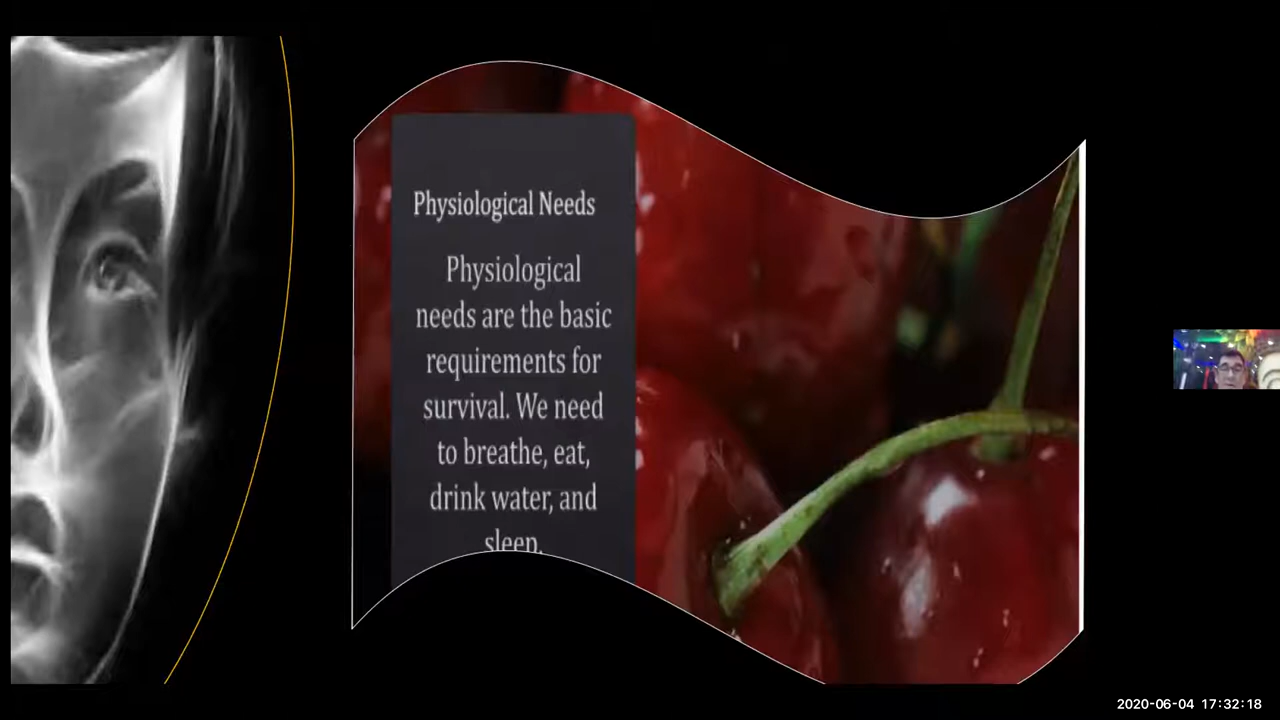 Physiological Needs
Physiological
needs are the basic
requirements for
survival. We need
to breathe, eat,
drink water, and
sleep.
2020-06-04 17:32:18